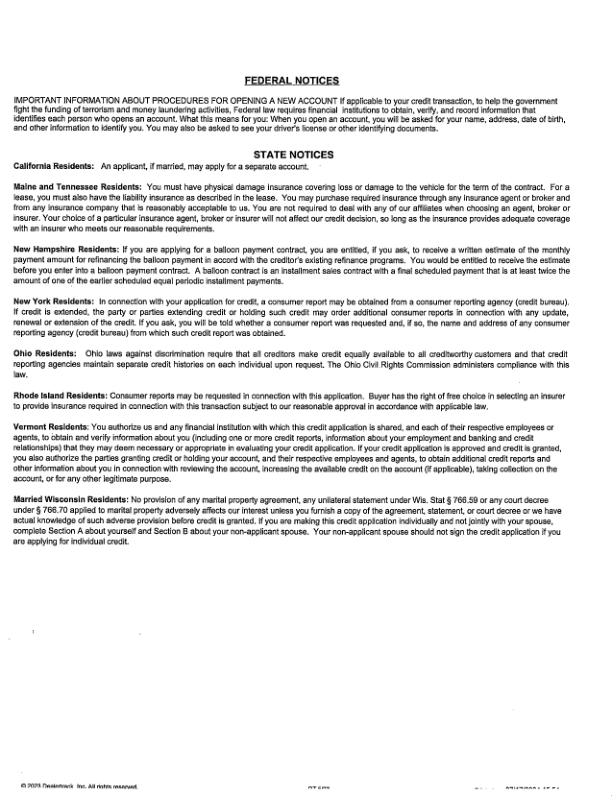 FEDERAL NOTICES
IMPORTANT INFORMATION ABOUT PROCEDURES FOR OPENING A NEW ACCOUNT If applicable to your credit transaction, to help the government
fight the funding of terrorism and money laundering activities, Federal law requires financial institutions to obtain, verify, and record information that
identifies each person who opens an account. What this means for you: When you open an account, you will be asked for your name, address, date of birth,
and other information to identify you. You may also be asked to see your driver's license or other identifying documents.
STATE NOTICES
California Residents: An applicant, if married, may apply for a separate account.
Maine and Tennessee Residents: You must have physical damage insurance covering loss or damage to the vehicle for the term of the contract. For a
lease, you must also have the liability insurance as described in the lease. You may purchase required insurance through any insurance agent or broker and
from any insurance company that is reasonably acceptable to us. You are not required to deal with any of our affiliates when choosing an agent, broker or
insurer. Your choice of a particular insurance agent, broker or insurer will not affect our credit decision, so long as the insurance provides adequate coverage
with an insurer who meets our reasonable requirements.
New Hampshire Residents: If you are applying for a balloon payment contract, you are entitled, if you ask, to receive a written estimate of the monthly
payment amount for refinancing the balloon payment in accord with the creditor's existing refinance programs. You would be entitled to receive the estimate
before you enter into a balloon payment contract. A balloon contract is an installment sales contract with a final scheduled payment that is at least twice the
amount of one of the earlier scheduled equal periodic installment payments.
New York Residents: In connection with your application for credit, a consumer report may be obtained from a consumer reporting agency (credit bureau).
If credit is extended, the party or parties extending credit or holding such credit may order additional consumer reports in connection with any update,
renewal or extension of the credit. If you ask, you will be told whether a consumer report was requested and, if so, the name and address of any consumer
reporting agency (credit bureau) from which such credit report was obtained.
Ohio Residents: Ohio laws against discrimination require that all creditors make credit equally available to all creditworthy customers and that credit
reporting agencies maintain separate credit histories on each individual upon request. The Ohio Civil Rights Commission administers compliance with this
law.
Rhode Island Residents: Consumer reports may be requested in connection with this application. Buyer has the right of free choice in selecting an insurer
to provide insurance required in connection with this transaction subject to our reasonable approval in accordance with applicable law.
Vermont Residents: You authorize us and any financial institution with which this credit application is shared, and each of their respective employees or
agents, to obtain and verify information about you (including one or more credit reports, information about your employment and banking and credit
relationships) that they may deem necessary or appropriate in evaluating your credit application. If your credit application is approved and credit is granted,
you also authorize the parties granting credit or holding your account, and their respective employees and agents, to obtain additional credit reports and
other information about you in connection with reviewing the account, increasing the available credit on the account (if applicable), taking collection on the
account, or for any other legitimate purpose.
Married Wisconsin Residents: No provision of any marital property agreement, any unilateral statement under Wis. Stat § 766.59 or any court decree
under § 766.70 applied to marital property adversely affects our interest unless you furnish a copy of the agreement, statement, or court decree or we have
actual knowledge of such adverse provision before credit is granted. If you are making this credit application individually and not jointly with your spouse,
complete Section A about yourself and Section B about your non-applicant spouse. Your non-applicant spouse should not sign the credit application if you
are applying for individual credit.
© 2023 Dealertrack, Inc. All rights reserved.